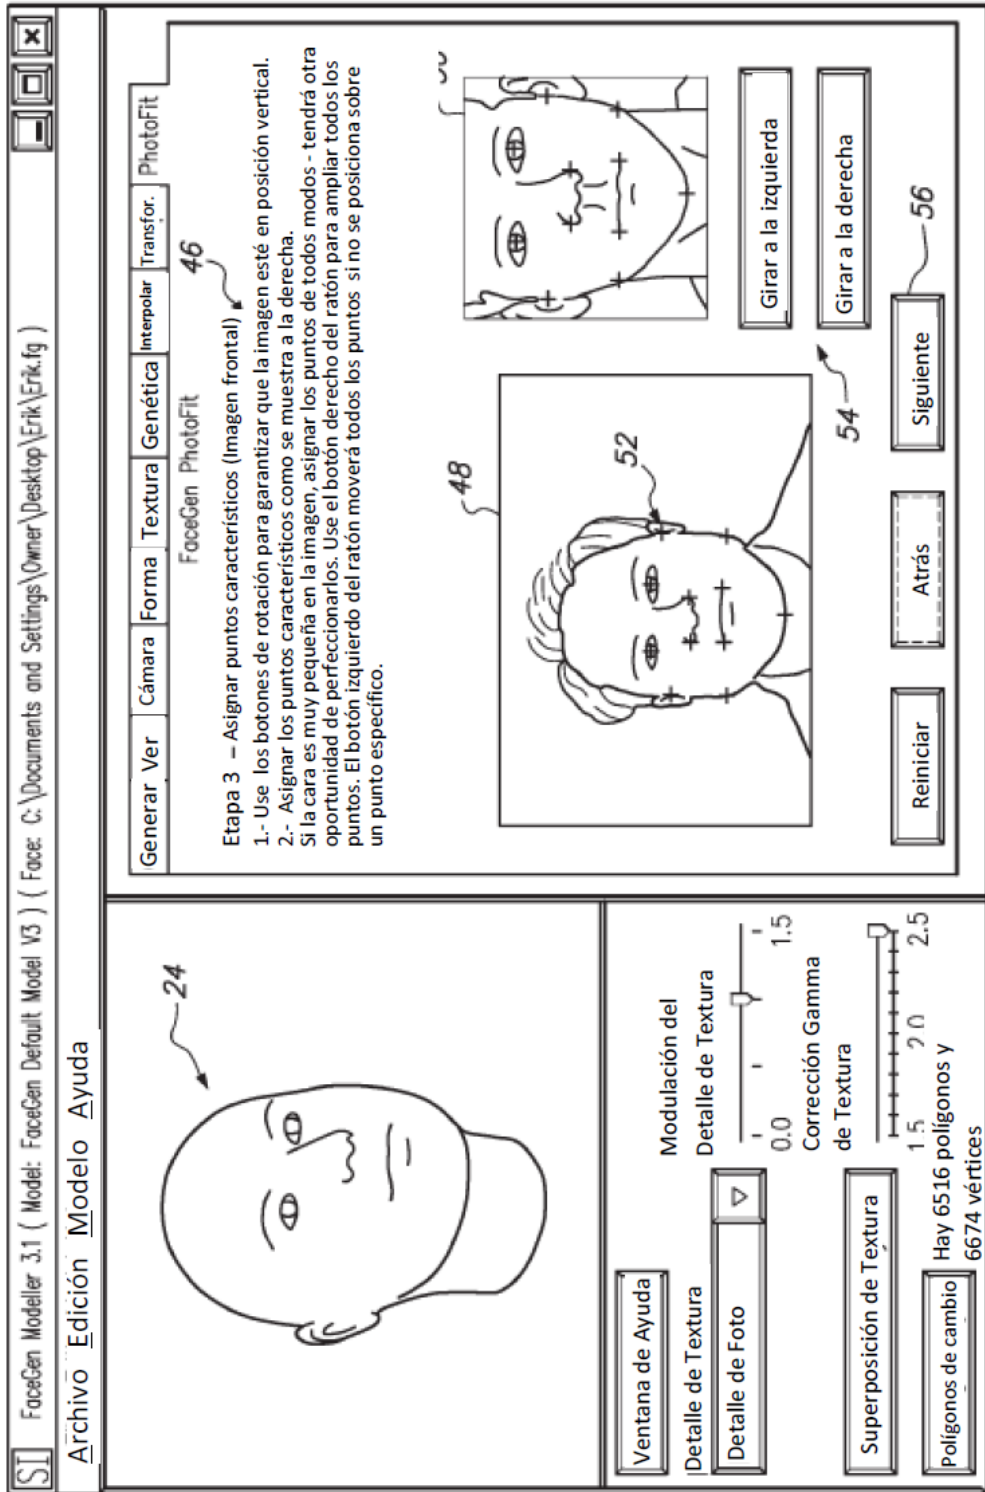 SI FaceGen Modeller 3.1 ( Model: FaceGen Default Model V3 ) ( Face: C:\Documents and Settings\Owner\Desktop\Erik\Erik.fg )
Archivo Edición Modelo Ayuda
24
Ventana de Ayuda
Detalle de Textura
Detalle de Foto
Superposición de Textura
Polígonos de cambio
Modulación del
Detalle de Textura
0.0 1.5
Corrección Gamma
de Textura
1.5 2.0 2.5
Hay 6516 polígonos y
6674 vértices
Generar Ver Cámara Forma Textura Genética Interpolar Transfor. PhotoFit
FaceGen PhotoFit
46
Etapa 3 – Asignar puntos característicos (Imagen frontal)
1.- Use los botones de rotación para garantizar que la imagen esté en posición vertical.
2.- Asignar los puntos característicos como se muestra a la derecha.
Si la cara es muy pequeña en la imagen, asignar los puntos de todos modos - tendrá otra
oportunidad de perfeccionarlos. Use el botón derecho del ratón para ampliar todos los
puntos. El botón izquierdo del ratón moverá todos los puntos si no se posiciona sobre
un punto específico.
48
52
Girar a la izquierda
Girar a la derecha
54
56
Reiniciar
Atrás
Siguiente